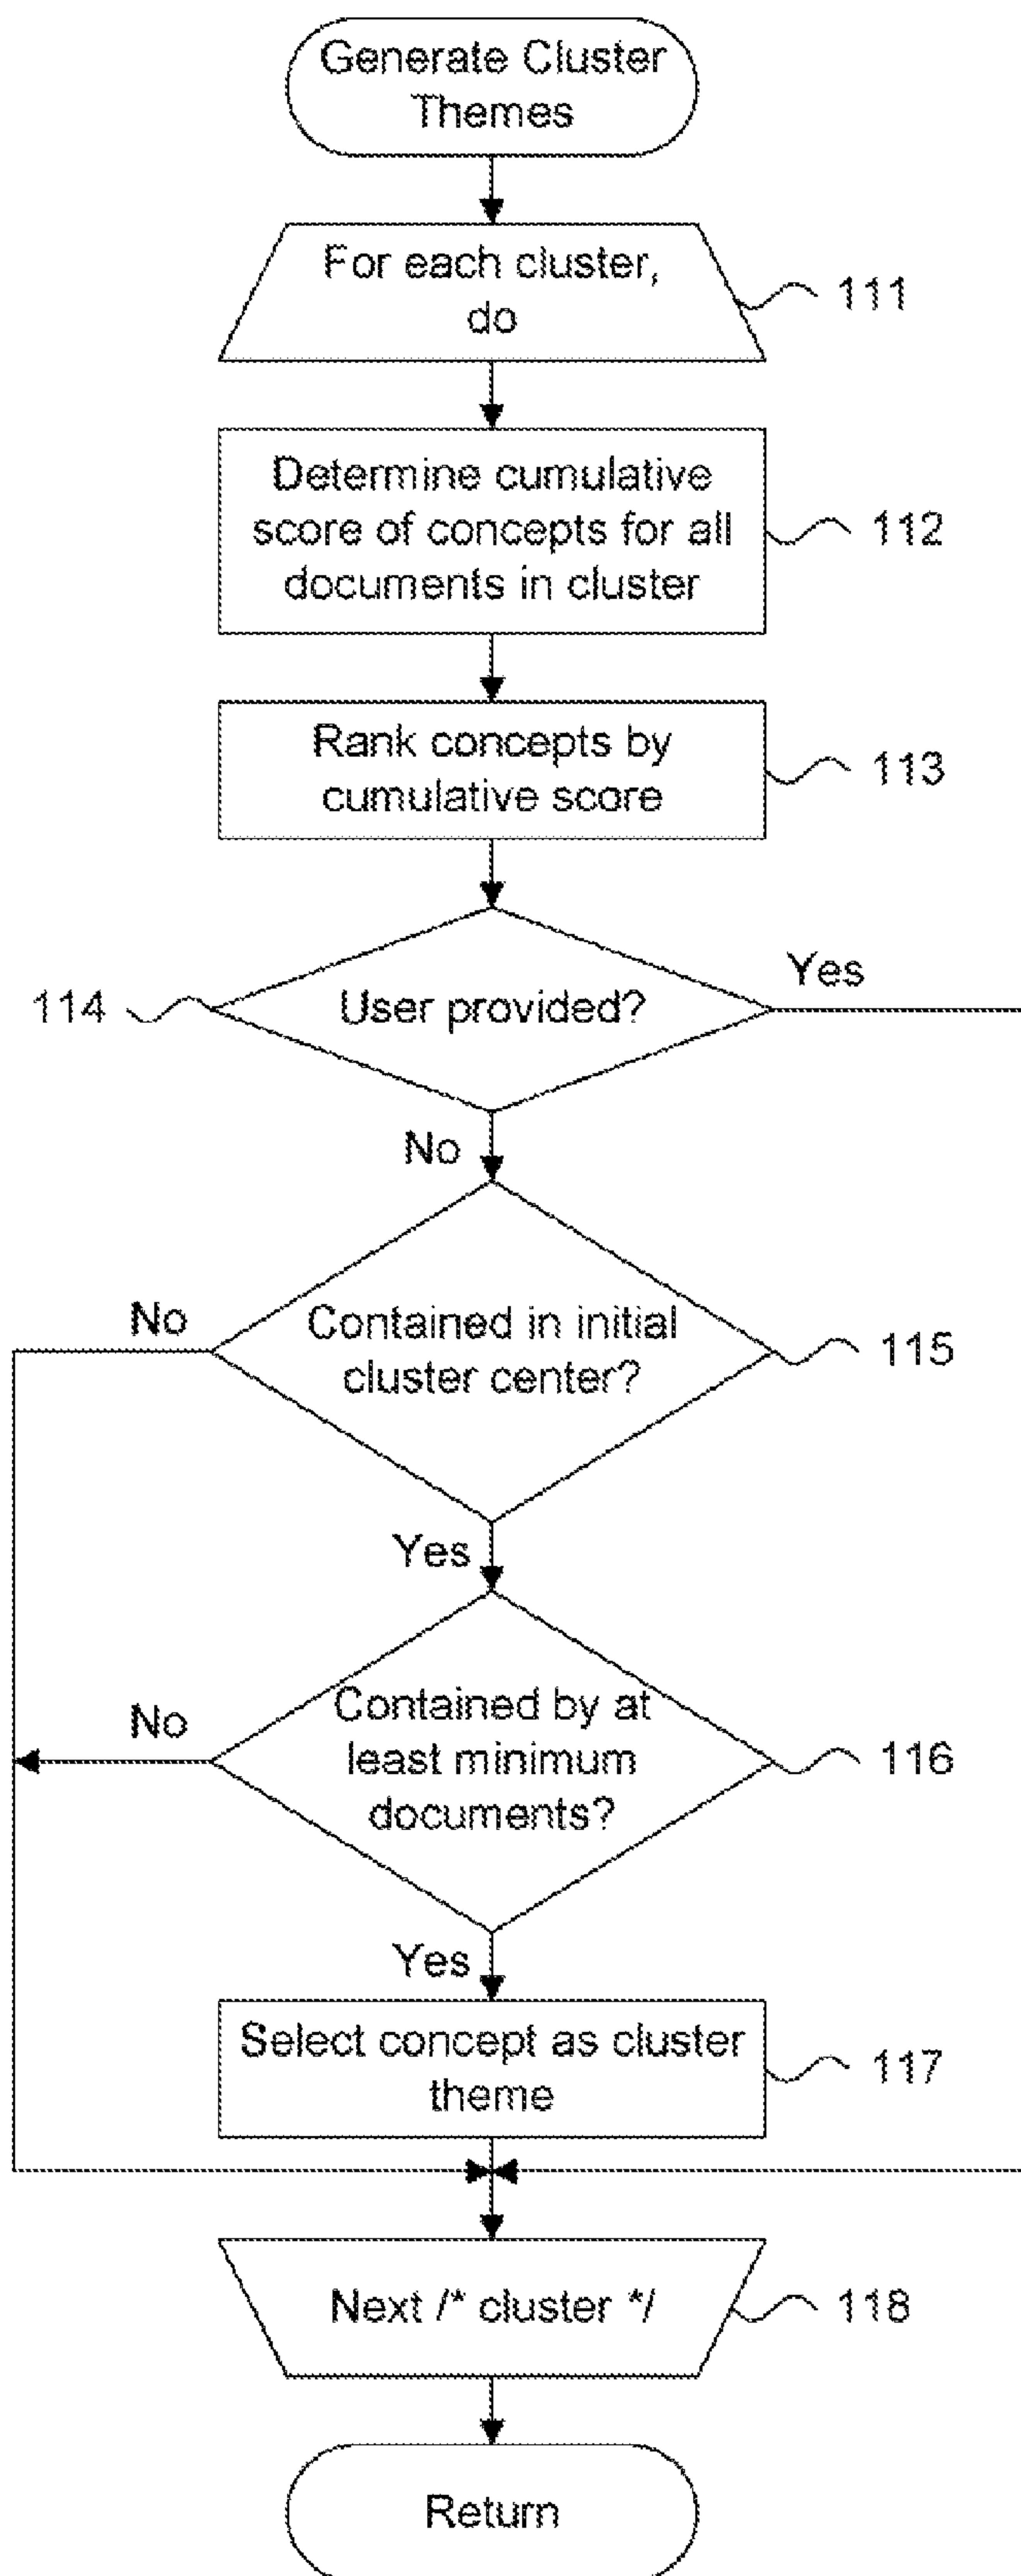 Generate Cluster
Themes
For each cluster,
do
111
Determine cumulative
score of concepts for all
documents in cluster
112
Rank concepts by
cumulative score
113
114
User provided?
Yes
No
No
Contained in initial
cluster center?
115
Yes
No
Contained by at
least minimum
documents?
116
Yes
Select concept as cluster
theme
117
Next /* cluster */
118
Return